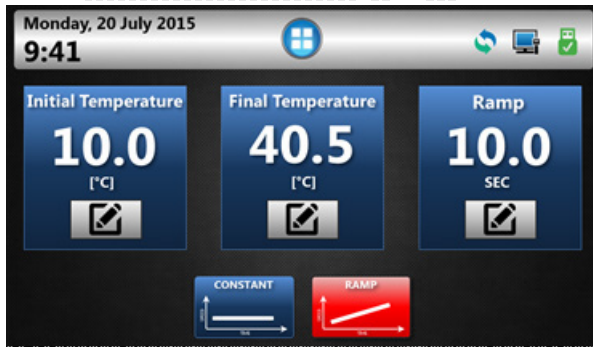 Monday, 20 July 2015
9:41
Initial Temperature
10.0
[°C]
Final Temperature
40.5
[°C]
Ramp
10.0
SEC
CONSTANT
RAMP